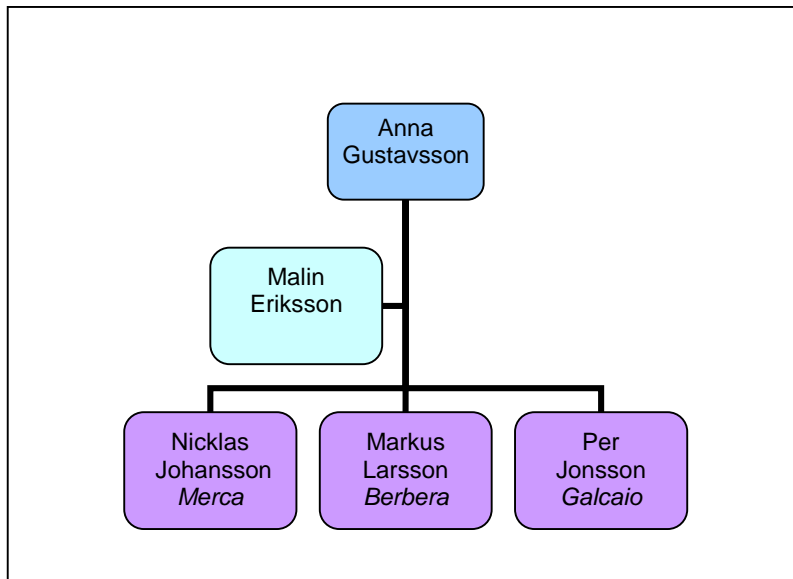 Anna
Gustavsson
Malin
Eriksson
Nicklas
Johansson
Merca
Markus
Larsson
Berbera
Per
Jonsson
Galcaio